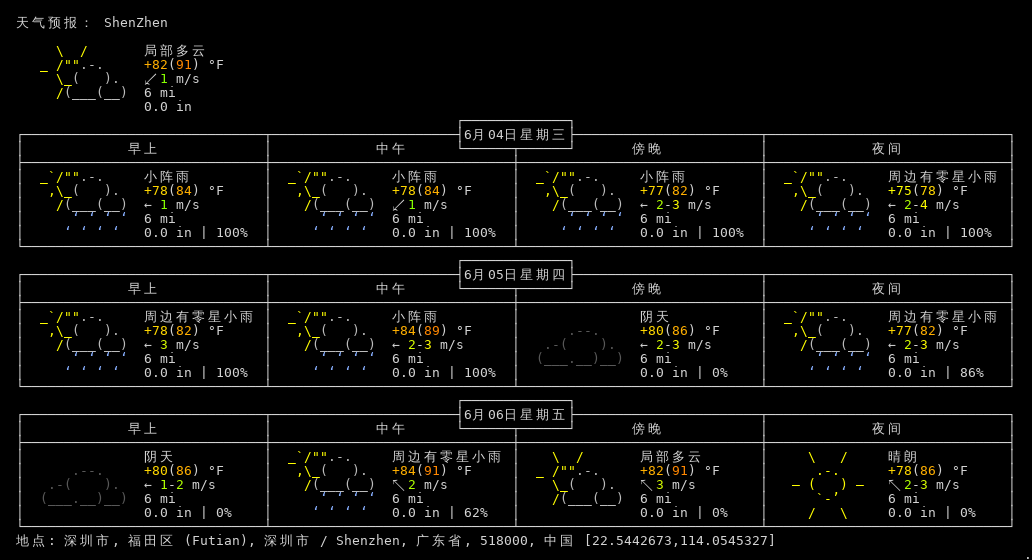 天气预报： ShenZhen
局部多云
+82(91) °F
↙ 1 m/s
6 mi
0.0 in
6月04日星期三
早上 中午 傍晚 夜间
小阵雨 小阵雨 小阵雨 周边有零星小雨
+78(84) °F +78(84) °F +77(82) °F +75(78) °F
← 1 m/s ↙ 1 m/s ← 2-3 m/s ← 2-4 m/s
6 mi 6 mi 6 mi 6 mi
0.0 in | 100% 0.0 in | 100% 0.0 in | 100% 0.0 in | 100%
6月05日星期四
早上 中午 傍晚 夜间
周边有零星小雨 小阵雨 阴天 周边有零星小雨
+78(82) °F +84(89) °F +80(86) °F +77(82) °F
← 3 m/s ← 2-3 m/s ← 2-3 m/s ← 2-3 m/s
6 mi 6 mi 6 mi 6 mi
0.0 in | 100% 0.0 in | 100% 0.0 in | 0% 0.0 in | 86%
6月06日星期五
早上 中午 傍晚 夜间
阴天 周边有零星小雨 局部多云 晴朗
+80(86) °F +84(91) °F +82(91) °F +78(86) °F
← 1-2 m/s ↖ 2 m/s ↖ 3 m/s ↖ 2-3 m/s
6 mi 6 mi 6 mi 6 mi
0.0 in | 0% 0.0 in | 62% 0.0 in | 0% 0.0 in | 0%
地点: 深圳市, 福田区 (Futian), 深圳市 / Shenzhen, 广东省, 518000, 中国 [22.5442673,114.0545327]